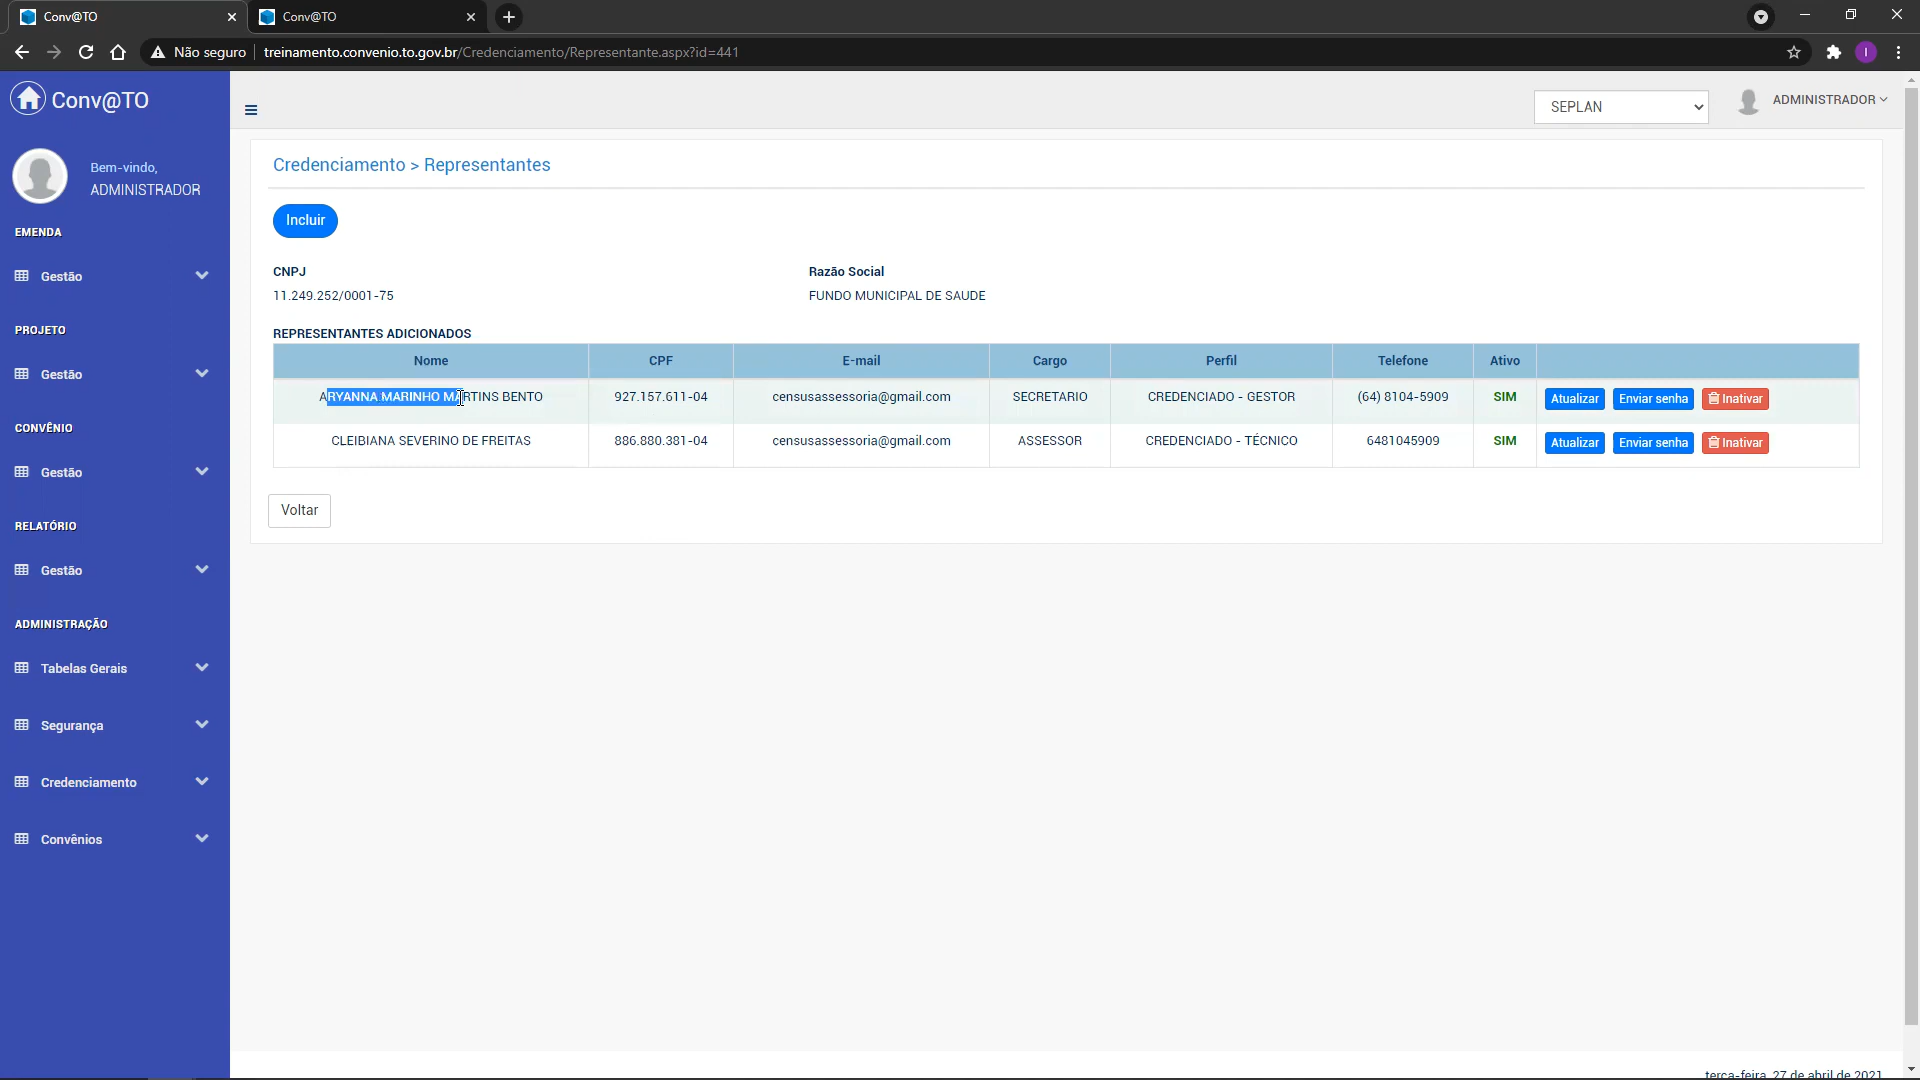 Conv@TO
Conv@TO
Não seguro
treinamento.convenio.to.gov.br/Credenciamento/Representante.aspx?id=441
I
Conv@TO
SEPLAN
ADMINISTRADOR
Bem-vindo,
ADMINISTRADOR
EMENDA
Gestão
PROJETO
Gestão
CONVÊNIO
Gestão
RELATÓRIO
Gestão
ADMINISTRAÇÃO
Tabelas Gerais
Segurança
Credenciamento
Convênios
Credenciamento > Representantes
Incluir
CNPJ
11.249.252/0001-75
Razão Social
FUNDO MUNICIPAL DE SAUDE
REPRESENTANTES ADICIONADOS
Nome CPF E-mail Cargo Perfil Telefone Ativo
ARYANNA MARINHO MARTINS BENTO 927.157.611-04 censusassessoria@gmail.com SECRETARIO CREDENCIADO - GESTOR (64) 8104-5909 SIM Atualizar Enviar senha Inativar
CLEIBIANA SEVERINO DE FREITAS 886.880.381-04 censusassessoria@gmail.com ASSESSOR CREDENCIADO - TÉCNICO 6481045909 SIM Atualizar Enviar senha Inativar
Voltar
terça-feira, 27 de abril de 2021